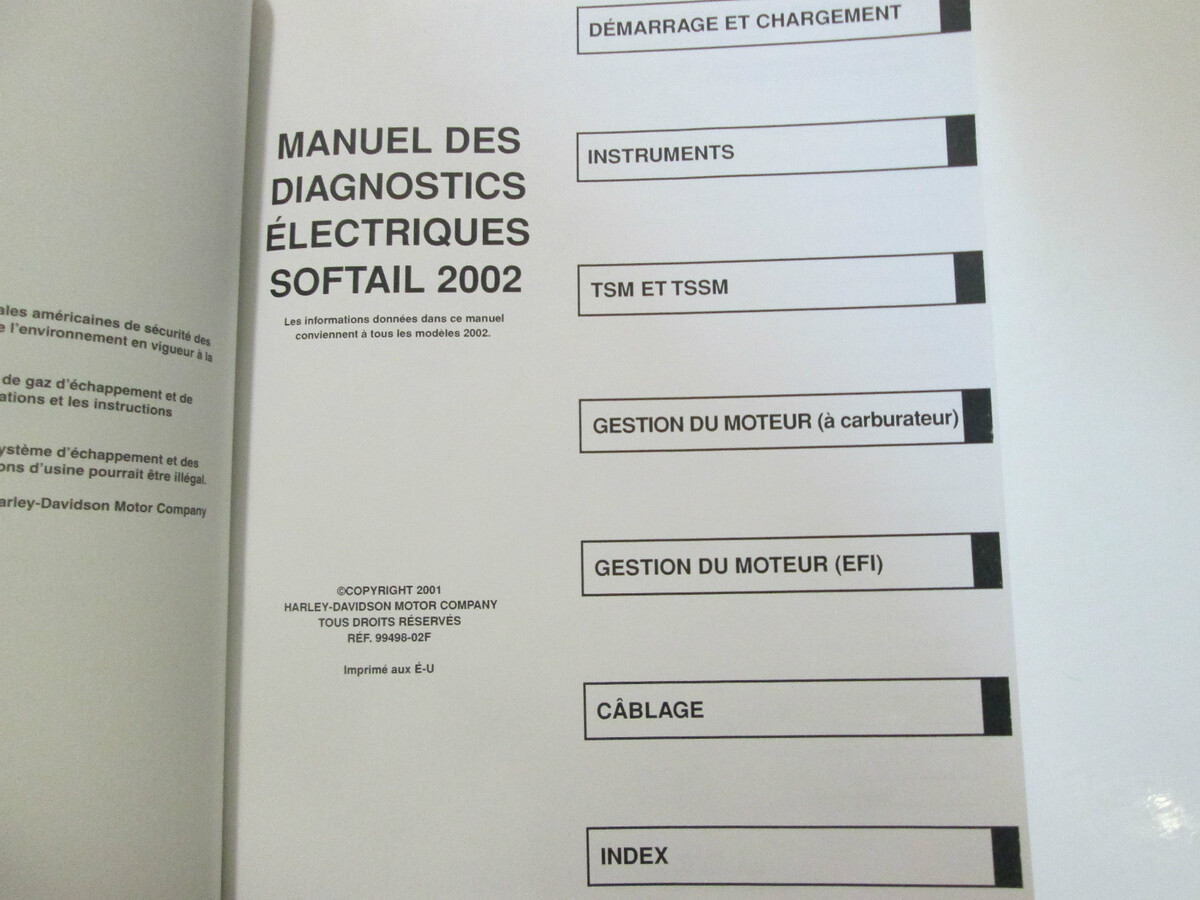 ales américaines de sécurité des
e l'environnement en vigueur à la
de gaz d'échappement et de
ations et les instructions
ystème d'échappement et des
ons d'usine pourrait être illégal.
arley-Davidson Motor Company
MANUEL DES
DIAGNOSTICS
ÉLECTRIQUES
SOFTAIL 2002
Les informations données dans ce manuel
conviennent à tous les modèles 2002.
©COPYRIGHT 2001
HARLEY-DAVIDSON MOTOR COMPANY
TOUS DROITS RÉSERVÉS
RÉF. 99498-02F
Imprimé aux É-U
DÉMARRAGE ET CHARGEMENT
INSTRUMENTS
TSM ET TSSM
GESTION DU MOTEUR (à carburateur)
GESTION DU MOTEUR (EFI)
CÂBLAGE
INDEX